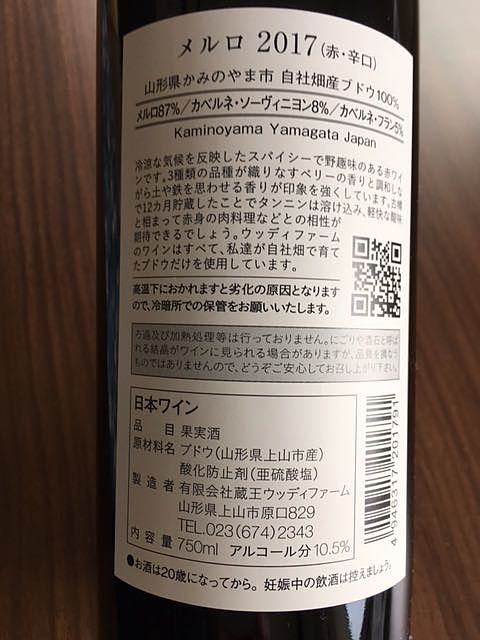 メルロ 2017(赤・辛口)
山形県かみのやま市 自社畑産ブドウ100%
メルロ87%/カベルネ・ソーヴィニヨン8%/カベルネ・フラン5%
Kaminoyama Yamagata Japan
冷涼な気候を反映したスパイシーで野趣味のある赤ワイ
ンです。3種類の品種が織りなすベリーの香りと調和しな
がら土や鉄を思わせる香りが印象を強くしています。古樽
で12カ月貯蔵したことでタンニンは溶け込み、軽快な酸味
と相まって赤身の肉料理などとの相性が
期待できるでしょう。ウッディファーム
のワインはすべて、私達が自社畑で育て
たブドウだけを使用しています。
高温下におかれますと劣化の原因となります
ので、冷暗所での保管をお願いいたします。
ろ過及び加熱処理等は行っておりません。にごりや酒石と呼ば
れる結晶がワインに見られる場合がありますが、品質を損なう
ものではありませんので、どうぞご安心してお召し上がり下さい。
日本ワイン
品目 果実酒
原材料名 ブドウ(山形県上山市産)
酸化防止剤(亜硫酸塩)
製造者 有限会社蔵王ウッディファーム
山形県上山市原口829
TEL.023(674)2343
内容量 750ml アルコール分10.5%
4 946317 201791
●お酒は20歳になってから。妊娠中の飲酒は控えましょう。